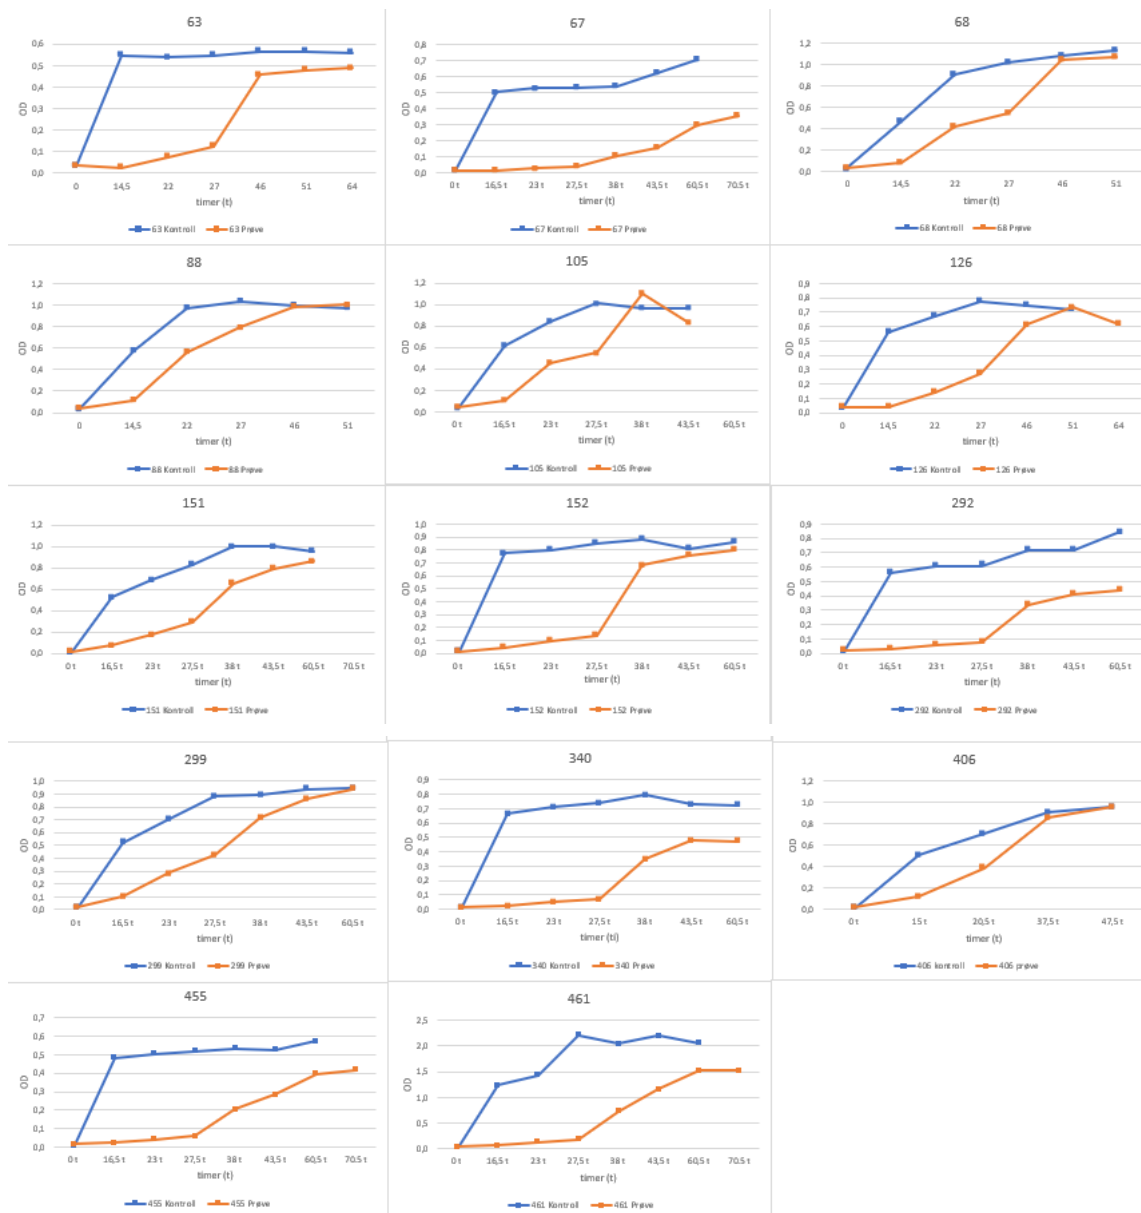 63
0,6
0,5
0,4
0,3
0,2
0,1
0,0
OD
0 14,5 22 27 46 51 64
timer (t)
63 Kontroll 63 Prøve
67
0,8
0,7
0,6
0,5
0,4
0,3
0,2
0,1
0,0
OD
0 t 16,5 t 23 t 27,5 t 38 t 43,5 t 60,5 t 70.5 t
timer (t)
67 Kontroll 67 Prøve
68
1,2
1,0
0,8
0,6
0,4
0,2
0,0
OD
0 14,5 22 27 46 51
timer (t)
68 Kontroll 68 Prøve
88
1,2
1,0
0,8
0,6
0,4
0,2
0,0
OD
0 14,5 22 27 46 51
timer (t)
88 Kontroll 88 Prøve
105
1,2
1,0
0,8
0,6
0,4
0,2
0,0
OD
0 t 16,5 t 23 t 27,5 t 38 t 43,5 t 60,5 t
timer (t)
105 Kontroll 105 Prøve
126
0,9
0,8
0,7
0,6
0,5
0,4
0,3
0,2
0,1
0,0
OD
0 14,5 22 27 46 51 64
timer (t)
126 Kontroll 126 Prøve
151
1,2
1,0
0,8
0,6
0,4
0,2
0,0
OD
0 t 16,5 t 23 t 27,5 t 38 t 43,5 t 60,5 t 70.5 t
timer (t)
151 Kontroll 151 Prøve
152
1,0
0,9
0,8
0,7
0,6
0,5
0,4
0,3
0,2
0,1
0,0
OD
0 t 16,5 t 23 t 27,5 t 38 t 43,5 t 60,5 t
timer (t)
152 Kontroll 152 Prøve
292
0,9
0,8
0,7
0,6
0,5
0,4
0,3
0,2
0,1
0,0
OD
0 t 16,5 t 23 t 27,5 t 38 t 43,5 t 60,5 t
timer (t)
292 Kontroll 292 Prøve
299
1,0
0,9
0,8
0,7
0,6
0,5
0,4
0,3
0,2
0,1
0,0
OD
0 t 16,5 t 23 t 27,5 t 38 t 43,5 t 60,5 t
timer (t)
299 Kontroll 299 Prøve
340
0,9
0,8
0,7
0,6
0,5
0,4
0,3
0,2
0,1
0,0
OD
0 t 16,5 t 23 t 27,5 t 38 t 43,5 t 60,5 t
timer (ti)
340 Kontroll 340 Prøve
406
1,2
1,0
0,8
0,6
0,4
0,2
0,0
OD
0 t 15 t 20,5 t 37,5 t 47,5 t
timer (t)
406 kontroll 406 prøve
455
0,7
0,6
0,5
0,4
0,3
0,2
0,1
0,0
OD
0 t 16,5 t 23 t 27,5 t 38 t 43,5 t 60,5 t 70.5 t
timer (t)
455 Kontroll 455 Prøve
461
2,5
2,0
1,5
1,0
0,5
0,0
OD
0 t 16,5 t 23 t 27,5 t 38 t 43,5 t 60,5 t 70.5 t
timer (t)
461 Kontroll 461 Prøve